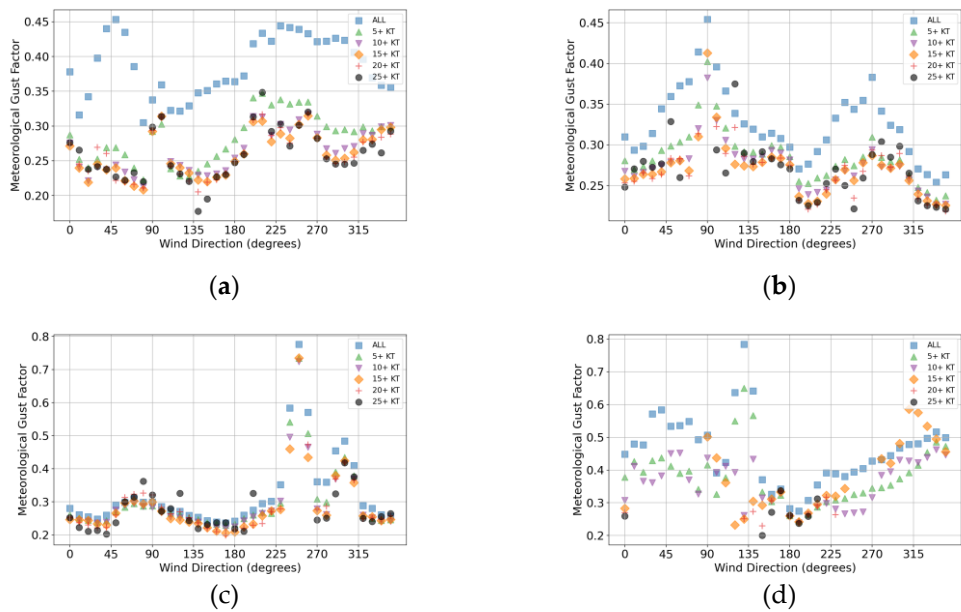 0.45
0.40
0.35
0.30
0.25
0.20
Meteorological Gust Factor
0 45 90 135 180 225 270 315
Wind Direction (degrees)
ALL
5+ KT
10+ KT
15+ KT
20+ KT
25+ KT
(a)
0.45
0.40
0.35
0.30
0.25
Meteorological Gust Factor
0 45 90 135 180 225 270 315
Wind Direction (degrees)
ALL
5+ KT
10+ KT
15+ KT
20+ KT
25+ KT
(b)
0.8
0.7
0.6
0.5
0.4
0.3
0.2
Meteorological Gust Factor
0 45 90 135 180 225 270 315
Wind Direction (degrees)
ALL
5+ KT
10+ KT
15+ KT
20+ KT
25+ KT
(c)
0.8
0.7
0.6
0.5
0.4
0.3
0.2
Meteorological Gust Factor
0 45 90 135 180 225 270 315
Wind Direction (degrees)
ALL
5+ KT
10+ KT
15+ KT
20+ KT
25+ KT
(d)